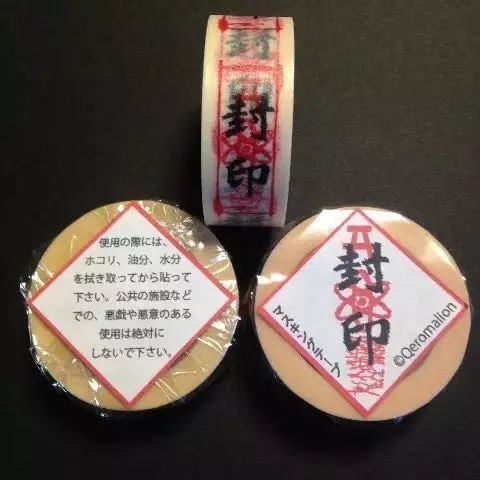 封
封印
使用の際には、
ホコリ、油分、水分
を拭き取ってから貼って
下さい。公共の施設など
での、悪戯や悪意のある
使用は絶対に
しないで下さい。
封印
マスキングテープ
©Qeromalion